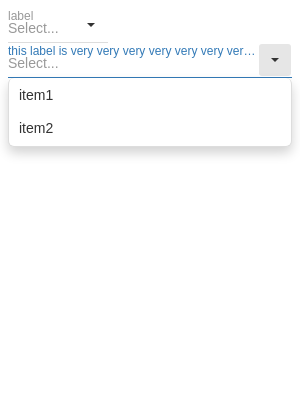 label
Select...
this label is very very very very very very ver…
Select...
item1
item2